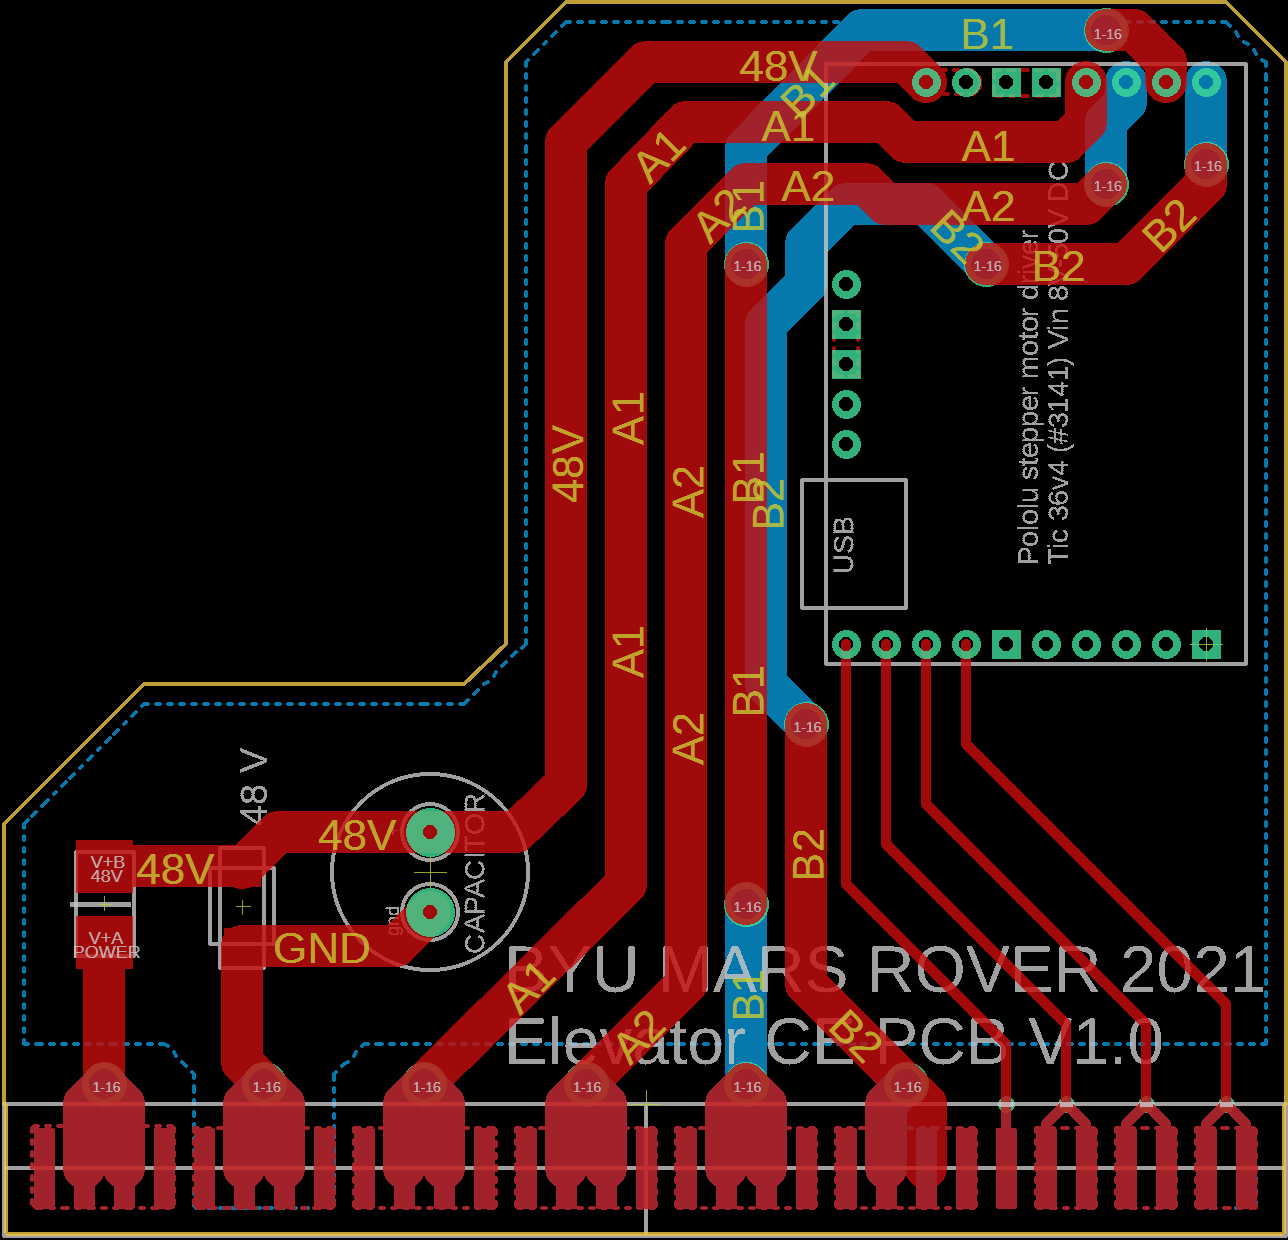 B1
1-16
48V
B1
A1
A1
A1
A2
A2
B1
A2
B2
B2
B2
1-16
1-16
1-16
1-16
Pololu stepper motor driver
Tic 36v4 (#3141) Vin 8V-50V DC
48V
A1
A2
B1
B2
USB
A1
A2
B1
1-16
48 V
48V
48V
V+B
48V
CAPACITOR
B2
1-16
gnd
V+A
POWER
GND
RYU MARS ROVER 2021
Elevator CE PCB V1.0
A1
A2
B1
B2
1-16
1-16
1-16
1-16
1-16
1-16